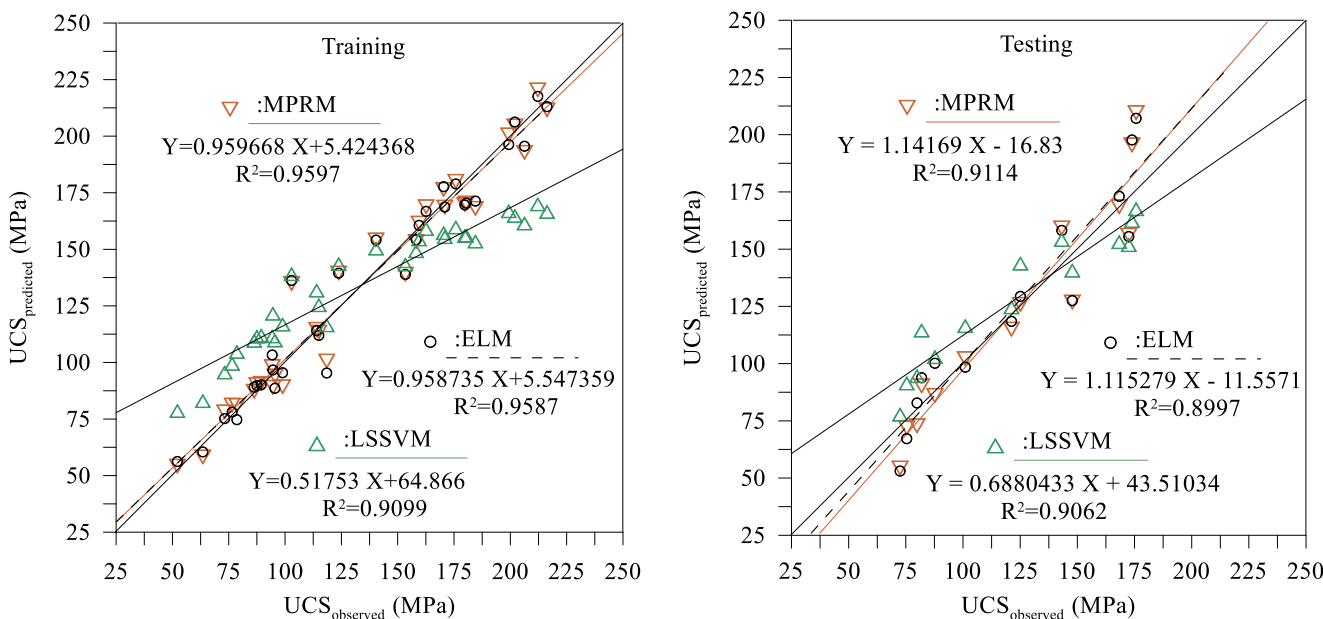 Training
:MPRM
Y=0.959668 X+5.424368
R²=0.9597
:ELM
Y=0.958735 X+5.547359
R²=0.9587
:LSSVM
Y=0.51753 X+64.866
R²=0.9099
UCSpredicted (MPa)
250
225
200
175
150
125
100
75
50
25
25 50 75 100 125 150 175 200 225 250
UCSobserved (MPa)
Testing
:MPRM
Y = 1.14169 X - 16.83
R²=0.9114
:ELM
Y = 1.115279 X - 11.5571
R²=0.8997
:LSSVM
Y = 0.6880433 X + 43.51034
R²=0.9062
UCSpredicted (MPa)
250
225
200
175
150
125
100
75
50
25
25 50 75 100 125 150 175 200 225 250
UCSobserved (MPa)